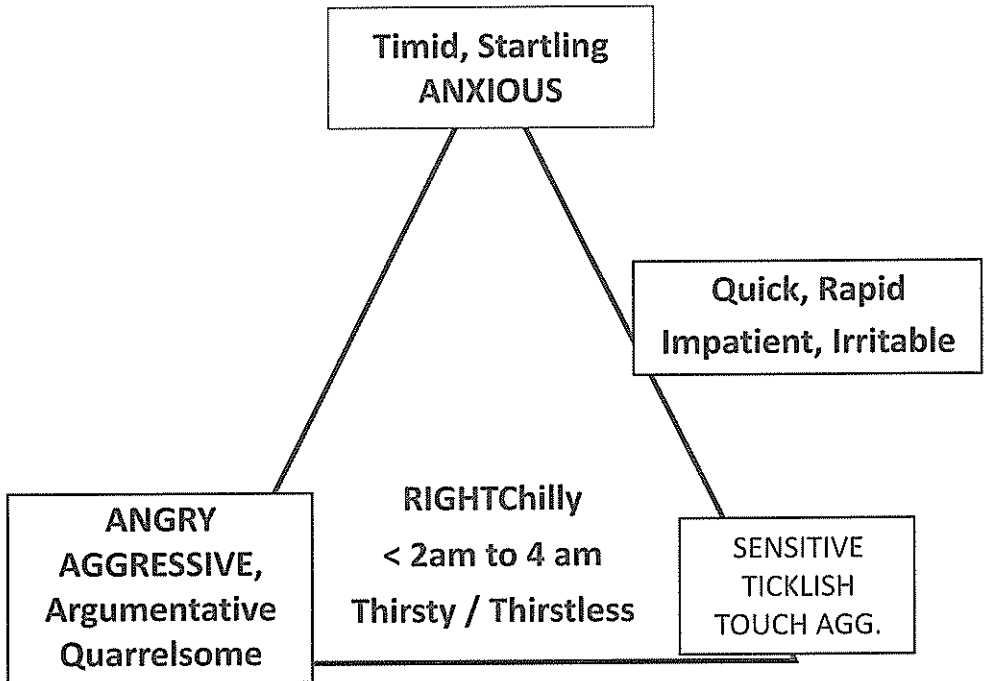 Timid, Startling
ANXIOUS
Quick, Rapid
Impatient, Irritable
ANGRY
AGGRESSIVE,
Argumentative
Quarrelsome
RIGHTChilly
< 2am to 4 am
Thirsty / Thirstless
SENSITIVE
TICKLISH
TOUCH AGG.